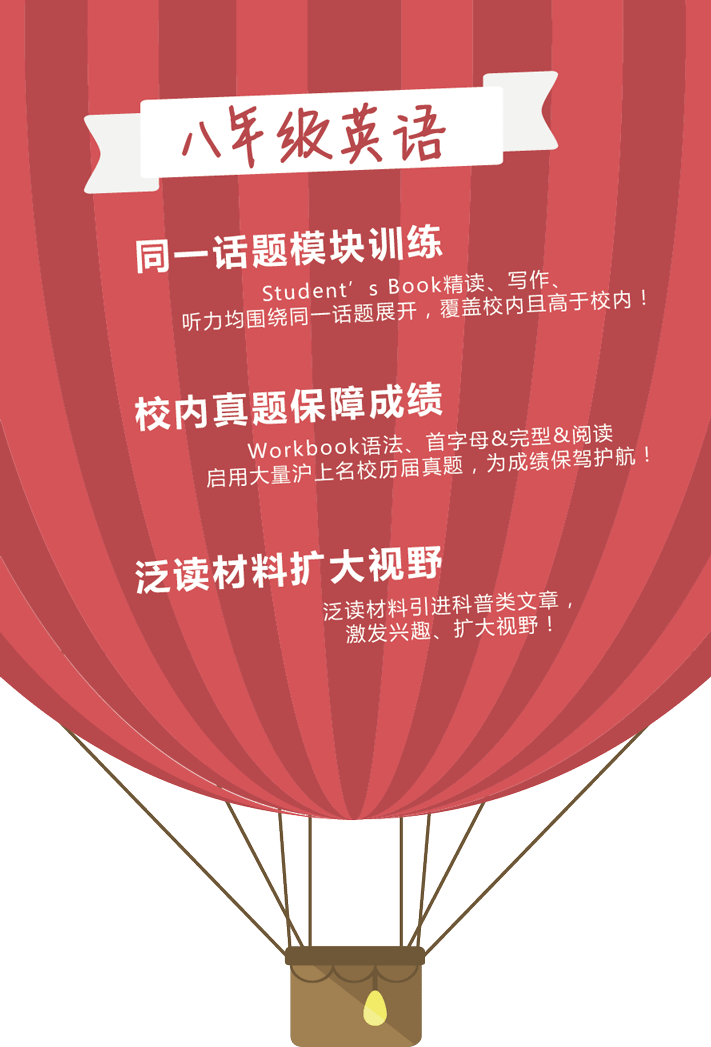 八年级英语
同一话题模块训练
Student’s Book精读、写作、
听力均围绕同一话题展开，覆盖校内且高于校内！
校内真题保障成绩
Workbook语法、首字母&完型&阅读
启用大量沪上名校历届真题，为成绩保驾护航！
泛读材料扩大视野
泛读材料引进科普类文章，
激发兴趣、扩大视野！